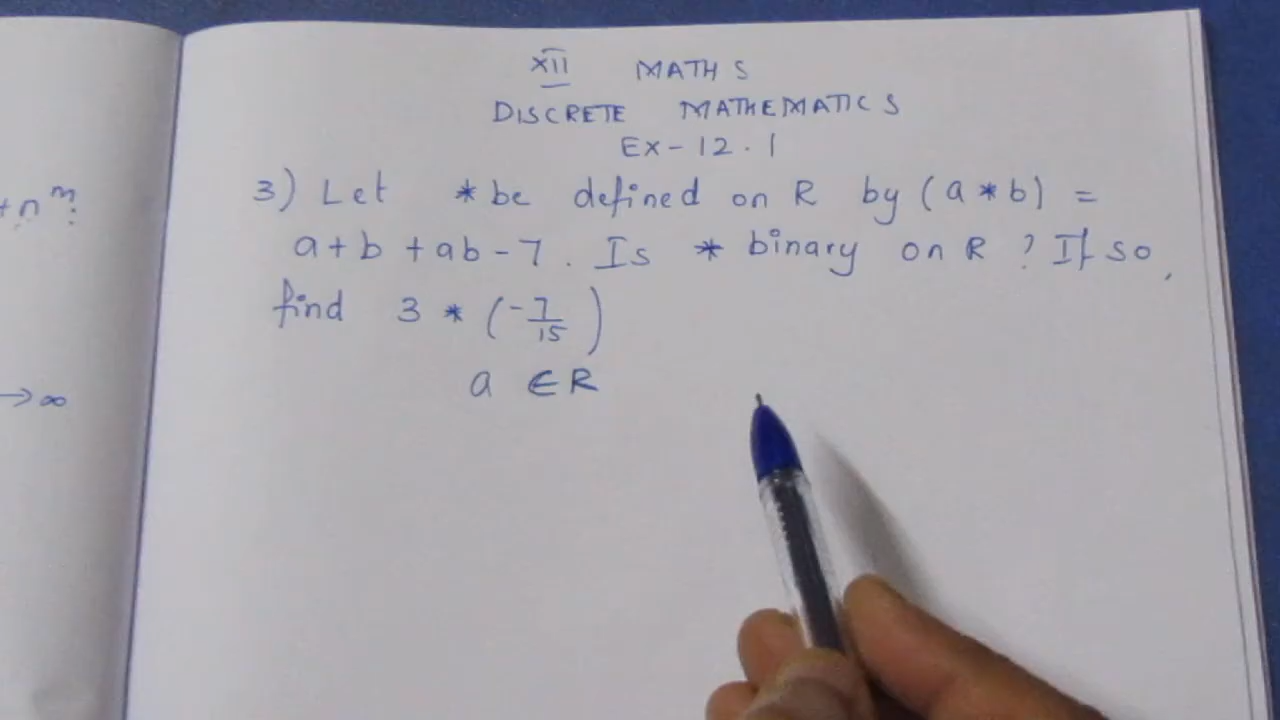 XII MATHS
DISCRETE MATHEMATICS
EX-12.1
3) Let * be defined on R by (a * b) =
a + b + ab - 7. Is * binary on R ? If so,
find 3 * (-7/15)
a ∈ R
+n^m.
→ ∞